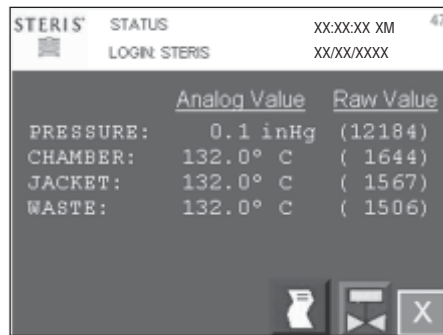 STERIS® STATUS XX:XX:XX XM 47
LOGIN: STERIS XX/XX/XXXX
Analog Value Raw Value
PRESSURE: 0.1 inHg (12184)
CHAMBER: 132.0° C ( 1644)
JACKET: 132.0° C ( 1567)
WASTE: 132.0° C ( 1506)
X